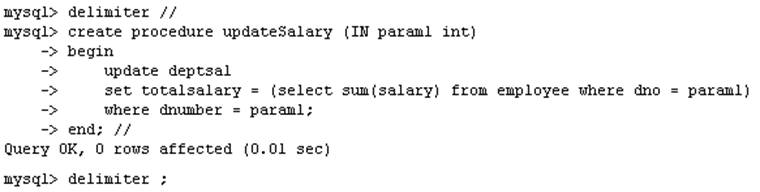 mysql> delimiter //
mysql> create procedure updateSalary (IN param1 int)
    -> begin
    ->     update deptsal
    ->     set totalsalary = (select sum(salary) from employee where dno = param1)
    ->     where dnumber = param1;
    -> end; //
Query OK, 0 rows affected (0.01 sec)
mysql> delimiter ;